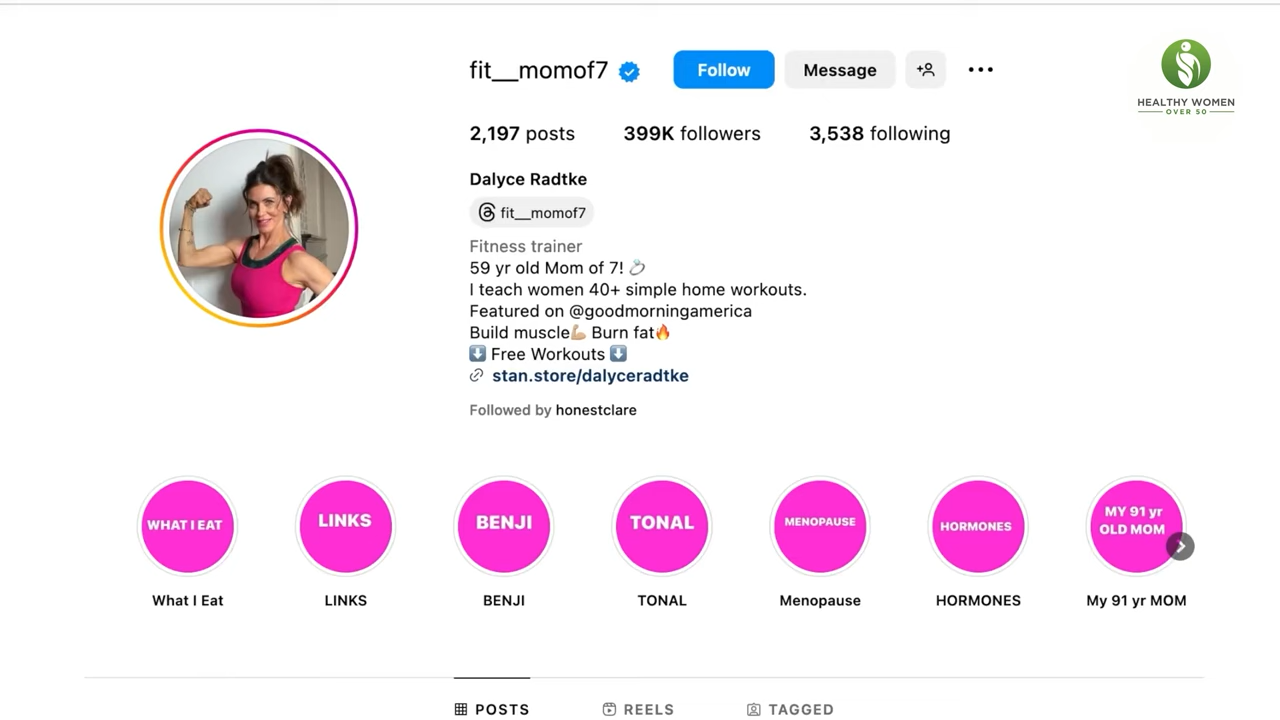 fit__momof7 Follow Message
HEALTHY WOMEN
OVER 50
2,197 posts 399K followers 3,538 following
Dalyce Radtke
fit__momof7
Fitness trainer
59 yr old Mom of 7! 💍
I teach women 40+ simple home workouts.
Featured on @goodmorningamerica
Build muscle💪🏼 Burn fat🔥
⬇️ Free Workouts ⬇️
stan.store/dalyceradtke
Followed by honestclare
WHAT I EAT
LINKS
BENJI
TONAL
MENOPAUSE
HORMONES
MY 91 yr
OLD MOM
What I Eat
LINKS
BENJI
TONAL
Menopause
HORMONES
My 91 yr MOM
POSTS REELS TAGGED